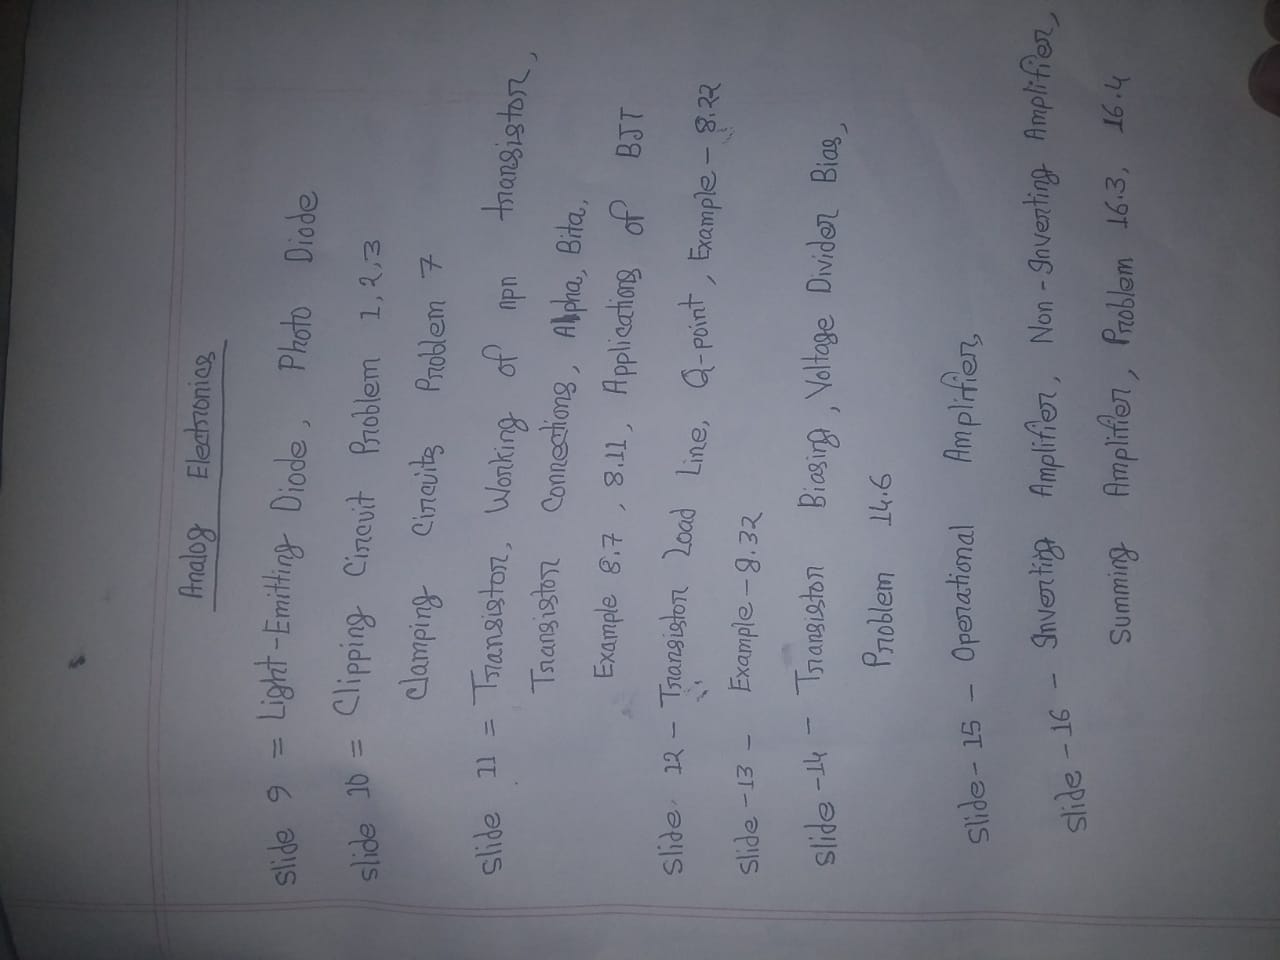 Analog Electronics
Slide 9 = Light-Emitting Diode, Photo Diode
slide 10 = Clipping Circuit Problem 1,2,3
Clamping Circuits Problem 7
Slide 11 = Transistor, Working of npn transistor,
Transistor Connections, Alpha, Bita,
Example 8.7, 8.11, Applications of BJT
Slide 12 - Transistor Load Line, Q-point, Example - 8.22
Slide -13 - Example - 8.32
Slide -14 - Transistor Biasing, Voltage Divider Bias,
Problem 14.6
Slide - 15 - Operational Amplifier,
Slide - 16 - Inverting Amplifier, Non-Inverting Amplifier,
Summing Amplifier, Problem 16.3, 16.4